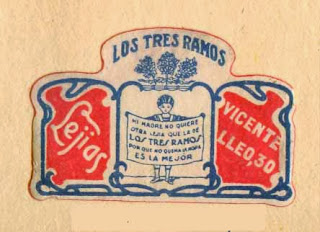 LOS TRES RAMOS
Lejias
MI MADRE NO QUIERE
OTRA LEJIA QUE LA DE
LOS TRES RAMOS
POR QUE NO QUEMA LA ROPA
ES LA MEJOR
VICENTE
LLEO, 30